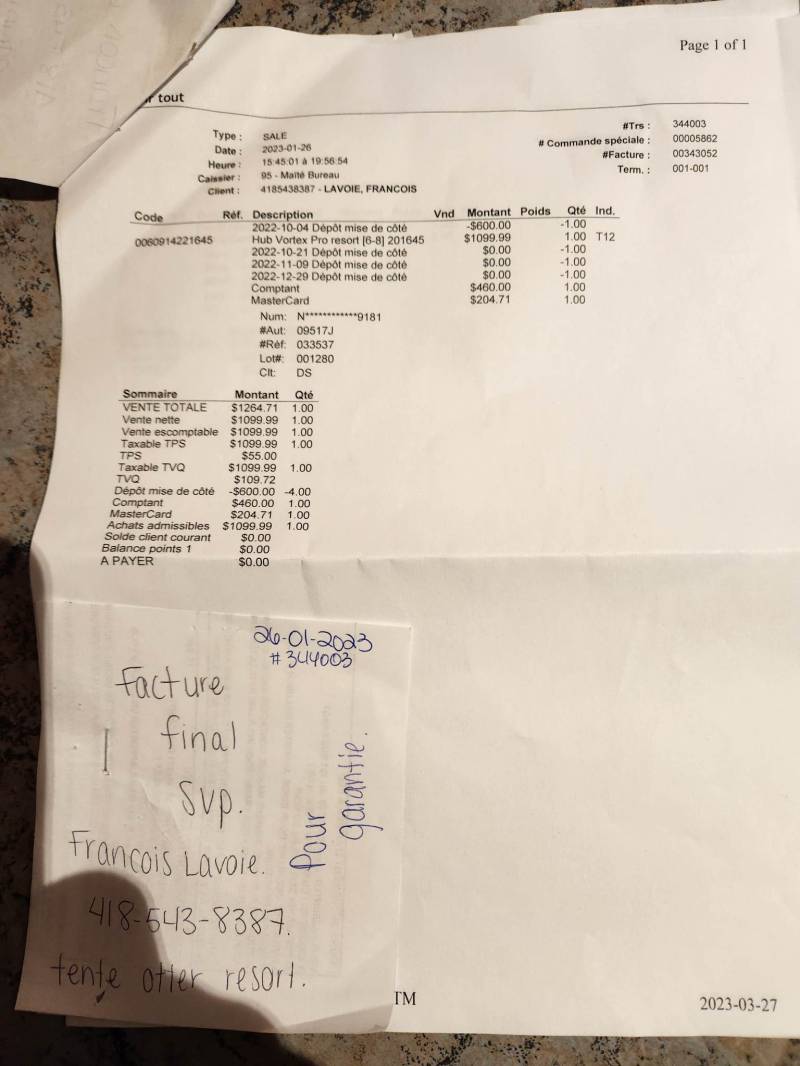 Page 1 of 1
r tout
Type : SALE
Date : 2023-01-26
Heure : 15:45:01 à 19:56:54
Caissier : 95 - Maité Bureau
Client : 4185438387 - LAVOIE, FRANCOIS
#Trs : 344003
# Commande spéciale : 00005862
#Facture : 00343052
Term. : 001-001
Code Réf. Description Vnd Montant Poids Qté Ind.
2022-10-04 Dépôt mise de côté -$600.00 -1.00
0060914221645 Hub Vortex Pro resort [6-8] 201645 $1099.99 1.00 T12
2022-10-21 Dépôt mise de côté $0.00 -1.00
2022-11-09 Dépôt mise de côté $0.00 -1.00
2022-12-29 Dépôt mise de côté $0.00 -1.00
Comptant $460.00 1.00
MasterCard $204.71 1.00
Num: N************9181
#Aut: 09517J
#Réf: 033537
Lot#: 001280
Clt: DS
Sommaire Montant Qté
VENTE TOTALE $1264.71 1.00
Vente nette $1099.99 1.00
Vente escomptable $1099.99 1.00
Taxable TPS $1099.99 1.00
TPS $55.00
Taxable TVQ $1099.99 1.00
TVQ $109.72
Dépôt mise de côté -$600.00 -4.00
Comptant $460.00 1.00
MasterCard $204.71 1.00
Achats admissibles $1099.99 1.00
Solde client courant $0.00
Balance points 1 $0.00
A PAYER $0.00
26-01-2023
# 344003
Facture
final
Svp.
Francois Lavoie.
418-543-8387.
tente otter resort.
Pour
garantie.
TM
2023-03-27